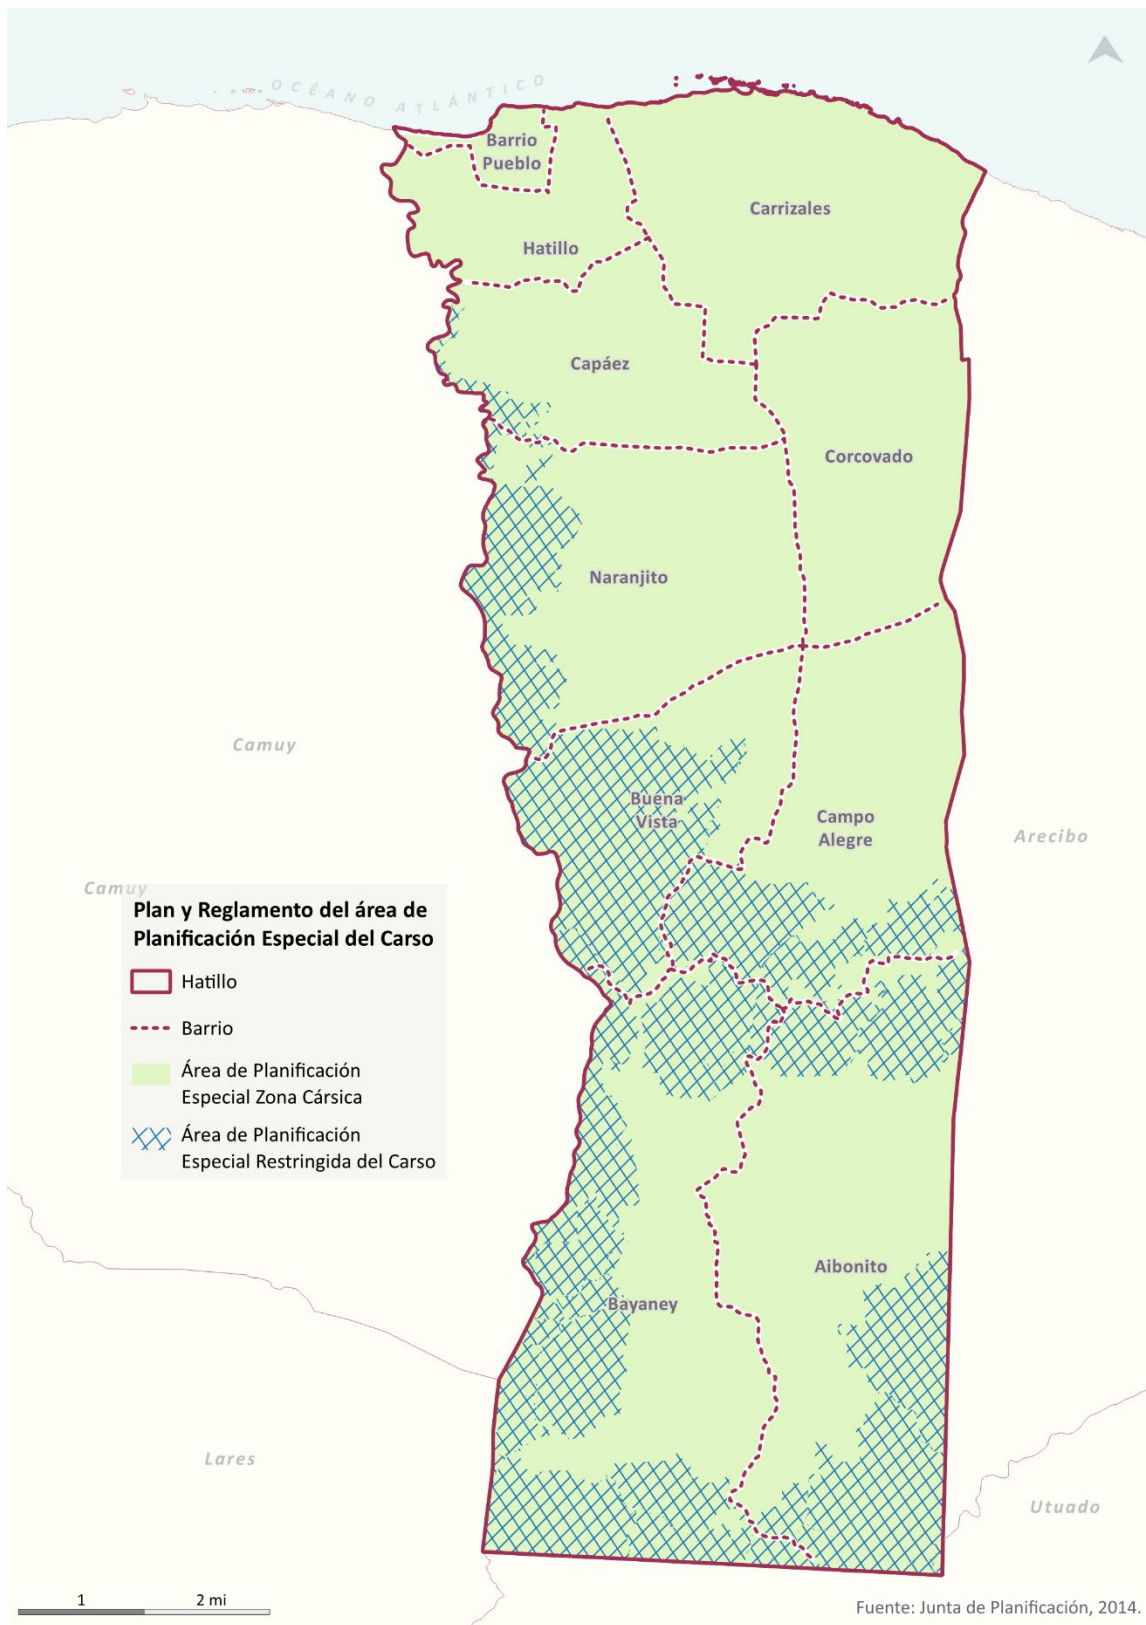 OCÉANO ATLÁNTICO
Barrio
Pueblo
Carrizales
Hatillo
Capáez
Corcovado
Naranjito
Camuy
Buena
Vista
Campo
Alegre
Arecibo
Camuy
Plan y Reglamento del área de
Planificación Especial del Carso
Hatillo
Barrio
Área de Planificación
Especial Zona Cársica
Área de Planificación
Especial Restringida del Carso
Aibonito
Bayaney
Lares
Utuado
1 2 mi
Fuente: Junta de Planificación, 2014.